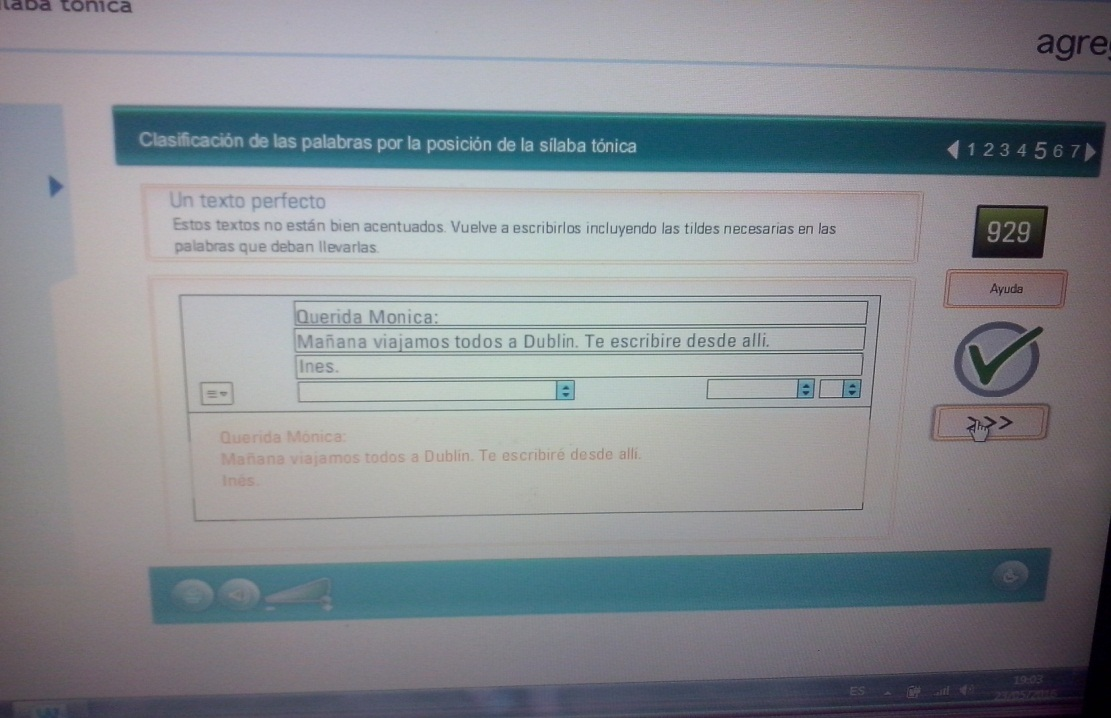 tónica
agre
Clasificación de las palabras por la posición de la sílaba tónica
1 2 3 4 5 6 7
Un texto perfecto
Estos textos no están bien acentuados. Vuelve a escribirlos incluyendo las tildes necesarias en las
palabras que deban llevarlas.
929
Ayuda
Querida Monica:
Mañana viajamos todos a Dublin. Te escribire desde alli.
Ines.
>>>
Querida Mónica:
Mañana viajamos todos a Dublín. Te escribiré desde allí.
Inés.
ES
19:03
23/05/2016